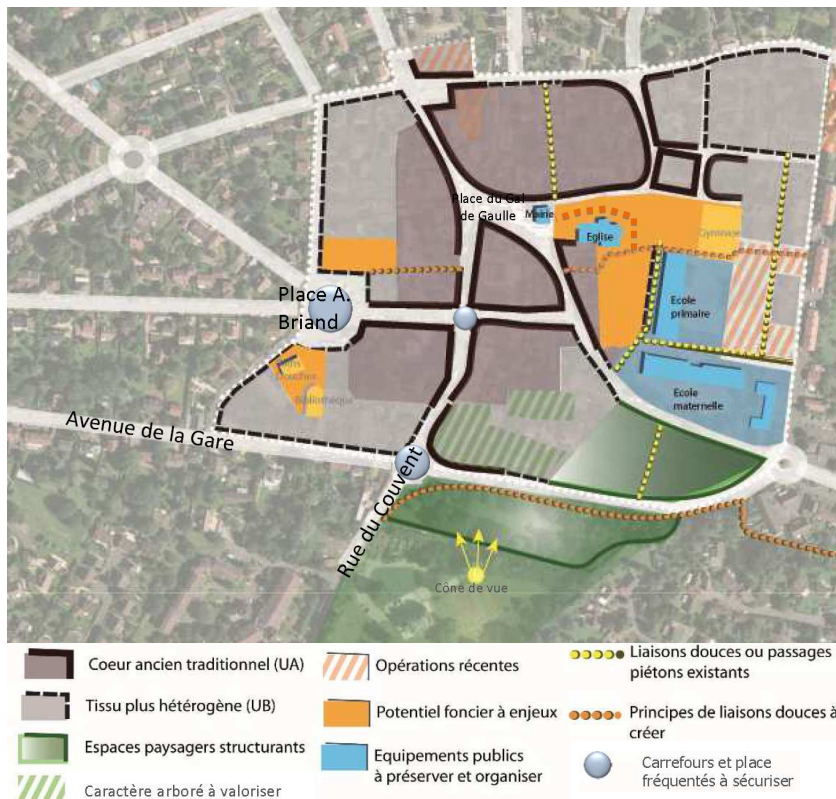 Place du Gal
de Gaulle
Mairie
Eglise
Gymnase
Place A.
Briand
Ecole
primaire
Bibliothèque
Ecole
maternelle
Avenue de la Gare
Rue du Couvent
Cône de vue
Coeur ancien traditionnel (UA)
Tissu plus hétérogène (UB)
Espaces paysagers structurants
Caractère arboré à valoriser
Opérations récentes
Potentiel foncier à enjeux
Equipements publics
à préserver et organiser
Liaisons douces ou passages
piétons existants
Principes de liaisons douces à
créer
Carrefours et place
fréquentés à sécuriser